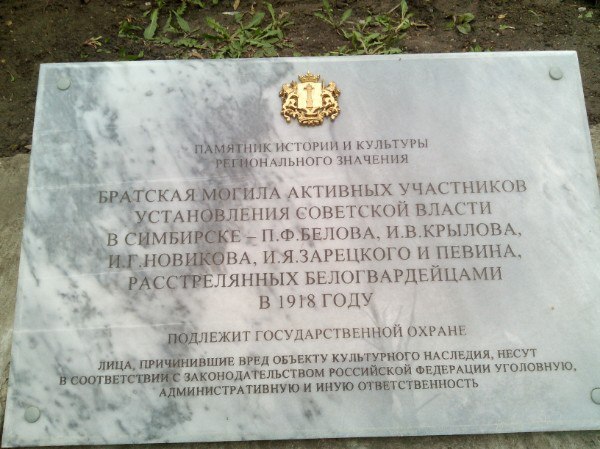 ПАМЯТНИК ИСТОРИИ И КУЛЬТУРЫ
РЕГИОНАЛЬНОГО ЗНАЧЕНИЯ
БРАТСКАЯ МОГИЛА АКТИВНЫХ УЧАСТНИКОВ
УСТАНОВЛЕНИЯ СОВЕТСКОЙ ВЛАСТИ
В СИМБИРСКЕ – П.Ф.БЕЛОВА, И.В.КРЫЛОВА,
И.Г.НОВИКОВА, И.Я.ЗАРЕЦКОГО И ПЕВИНА,
РАССТРЕЛЯННЫХ БЕЛОГВАРДЕЙЦАМИ
В 1918 ГОДУ
ПОДЛЕЖИТ ГОСУДАРСТВЕННОЙ ОХРАНЕ
ЛИЦА, ПРИЧИНИВШИЕ ВРЕД ОБЪЕКТУ КУЛЬТУРНОГО НАСЛЕДИЯ, НЕСУТ
В СООТВЕТСТВИИ С ЗАКОНОДАТЕЛЬСТВОМ РОССИЙСКОЙ ФЕДЕРАЦИИ УГОЛОВНУЮ,
АДМИНИСТРАТИВНУЮ И ИНУЮ ОТВЕТСТВЕННОСТЬ